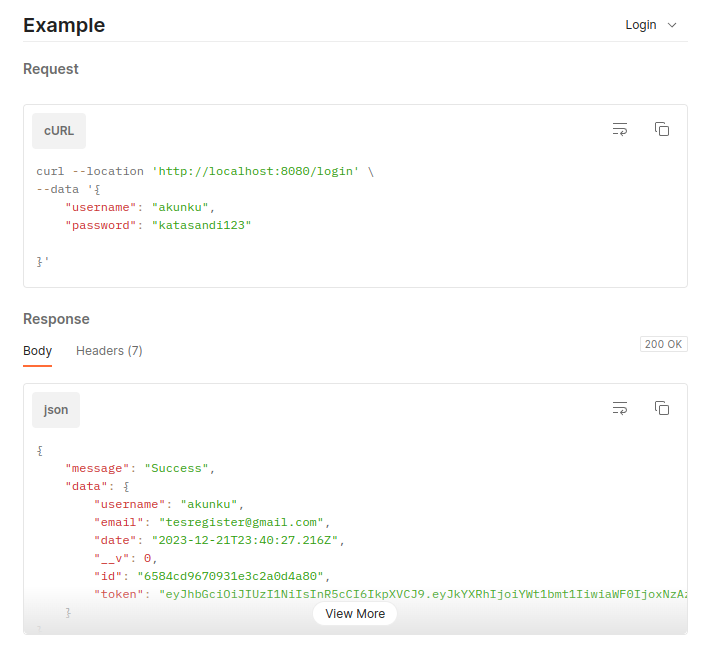 Example
Login
Request
cURL
curl --location 'http://localhost:8080/login' \
--data '{
"username": "akunku",
"password": "katasandi123"
}'
Response
Body Headers (7)
200 OK
json
{
"message": "Success",
"data": {
"username": "akunku",
"email": "tesregister@gmail.com",
"date": "2023-12-21T23:40:27.216Z",
"__v": 0,
"id": "6584cd9670931e3c2a0d4a80",
"token": "eyJhbGciOiJIUzI1NiIsInR5cCI6IkpXVCJ9.eyJkYXRhIjoiYWt1bmt1IiwiaWF0IjoxNzAz
}
View More